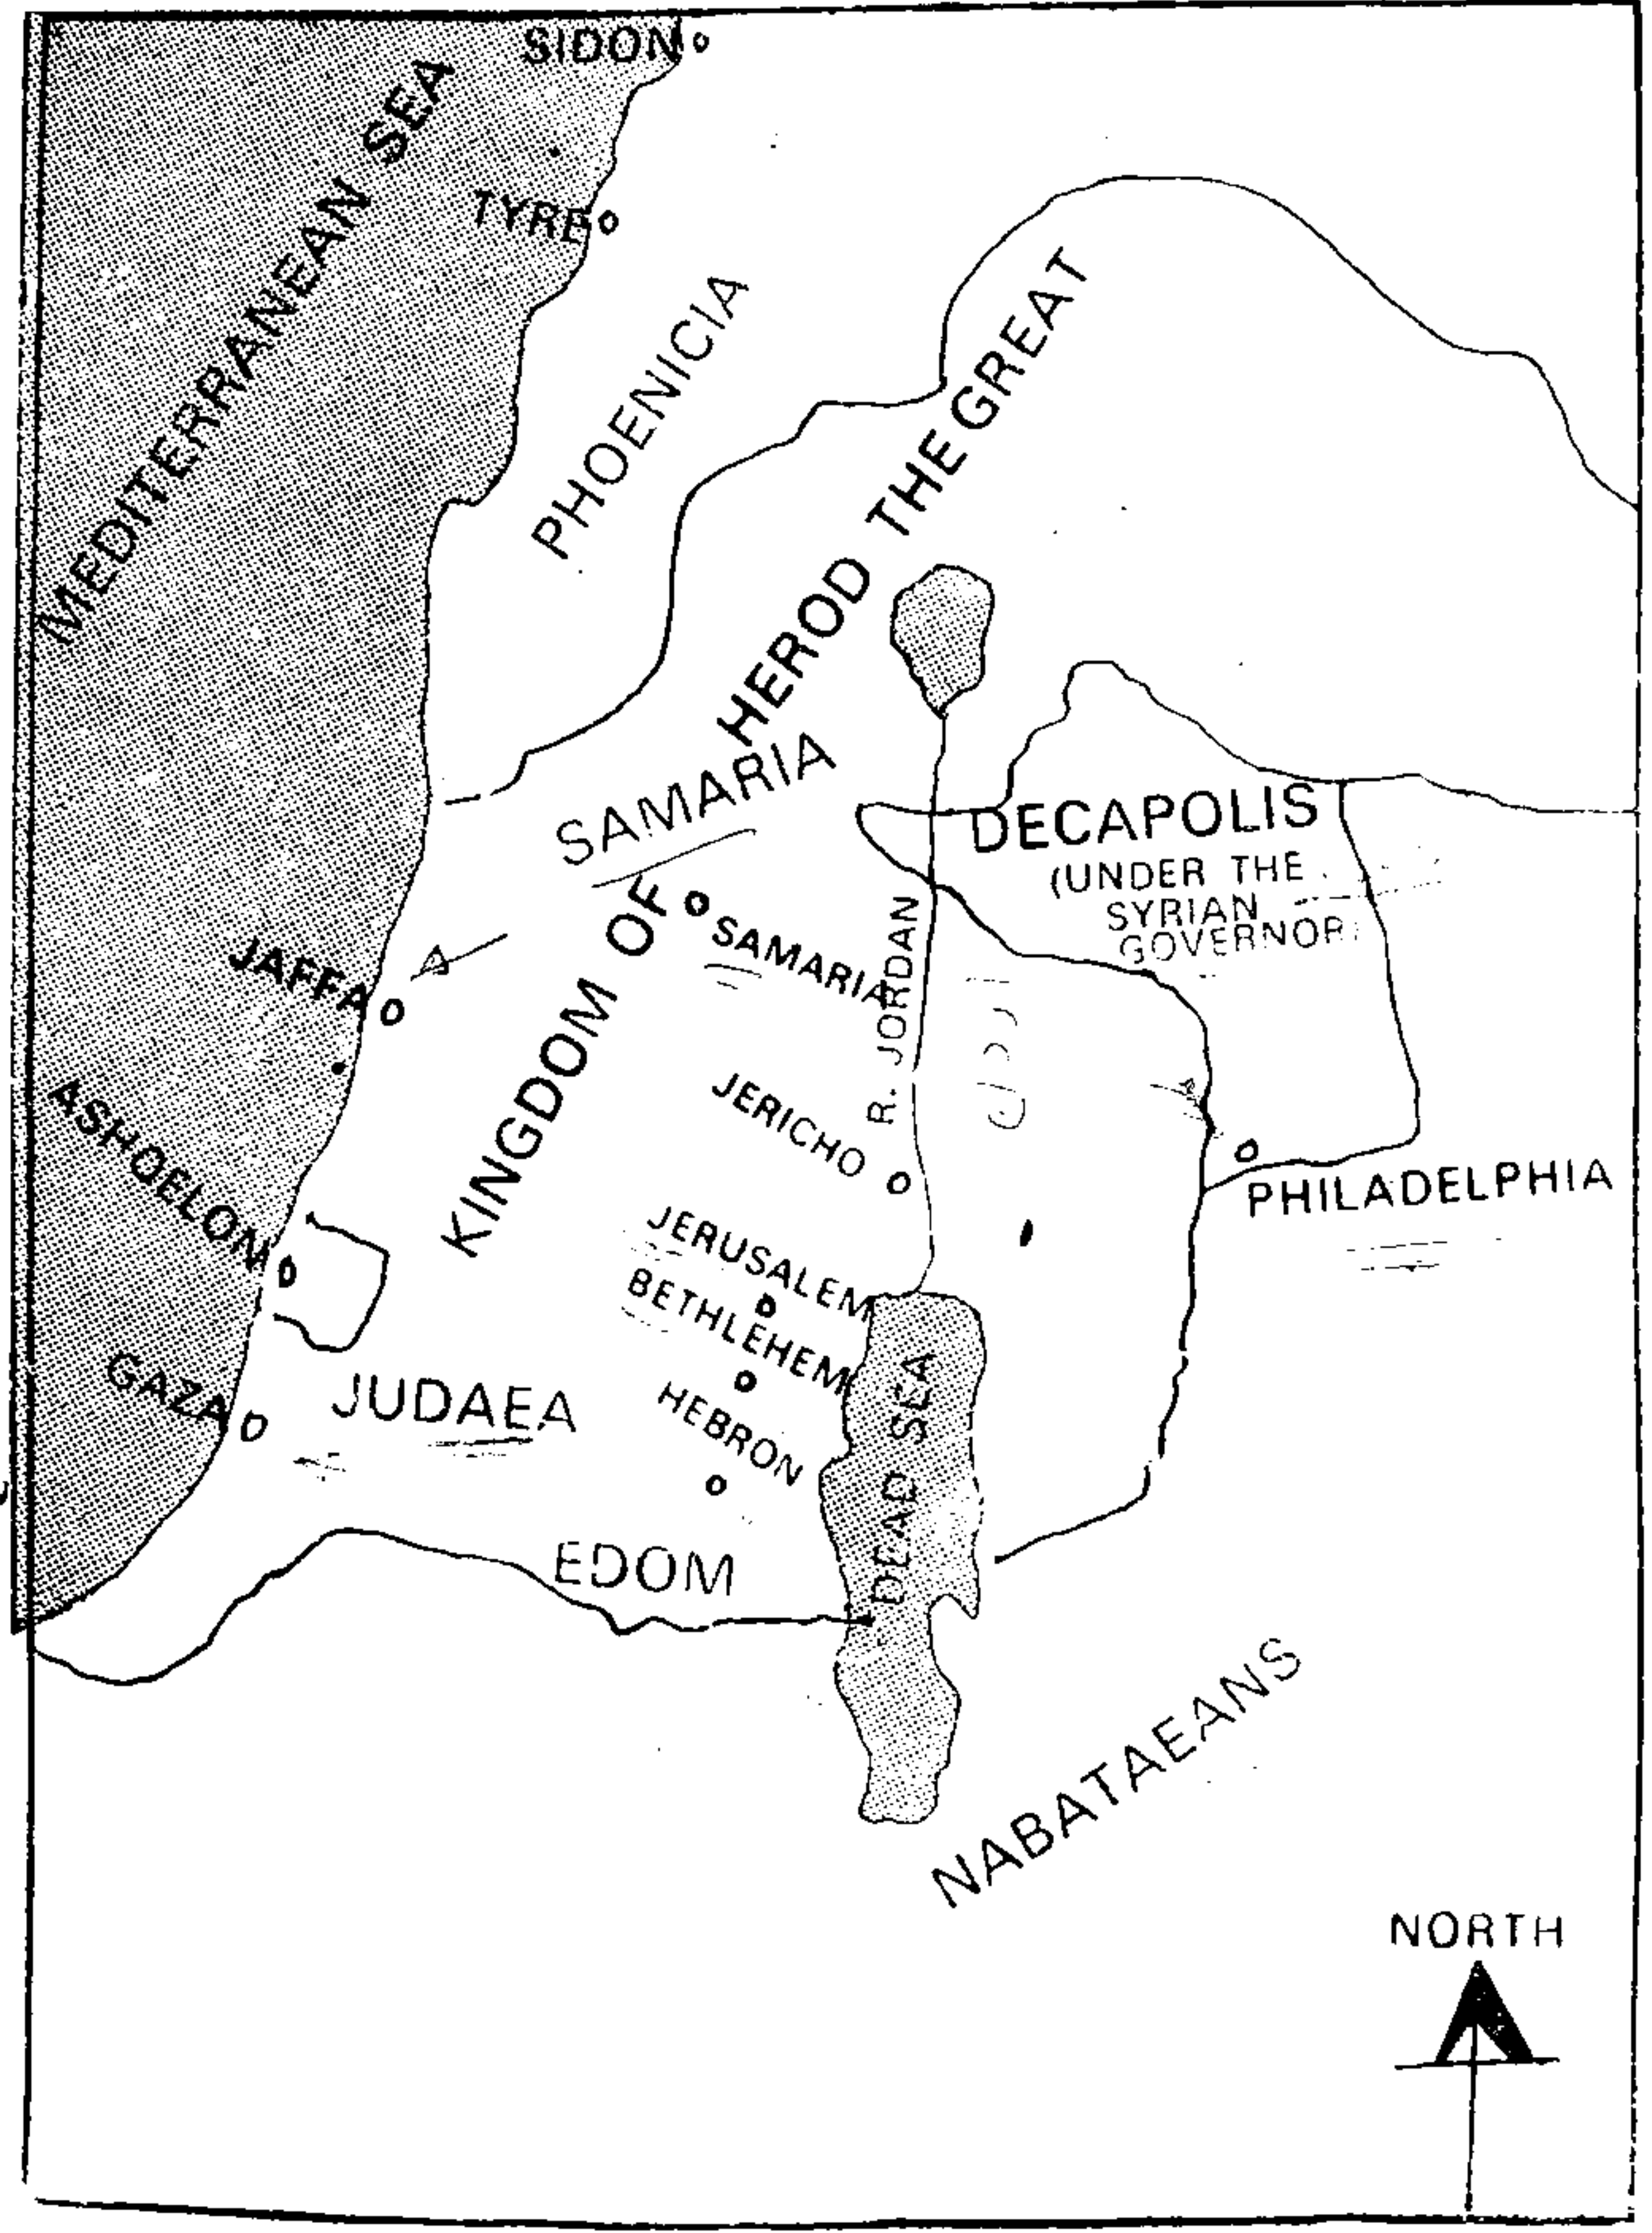 SIDON
MEDITERRANEAN SEA
TYRE
PHOENICIA
KINGDOM OF HEROD THE GREAT
SAMARIA
DECAPOLIS
(UNDER THE
SYRIAN
GOVERNOR)
SAMARIA
JAFFA
R. JORDAN
JERICHO
ASHOELON
PHILADELPHIA
JERUSALEM
BETHLEHEM
GAZA
JUDAEA
HEBRON
DEAD SEA
EDOM
NABATAEANS
NORTH